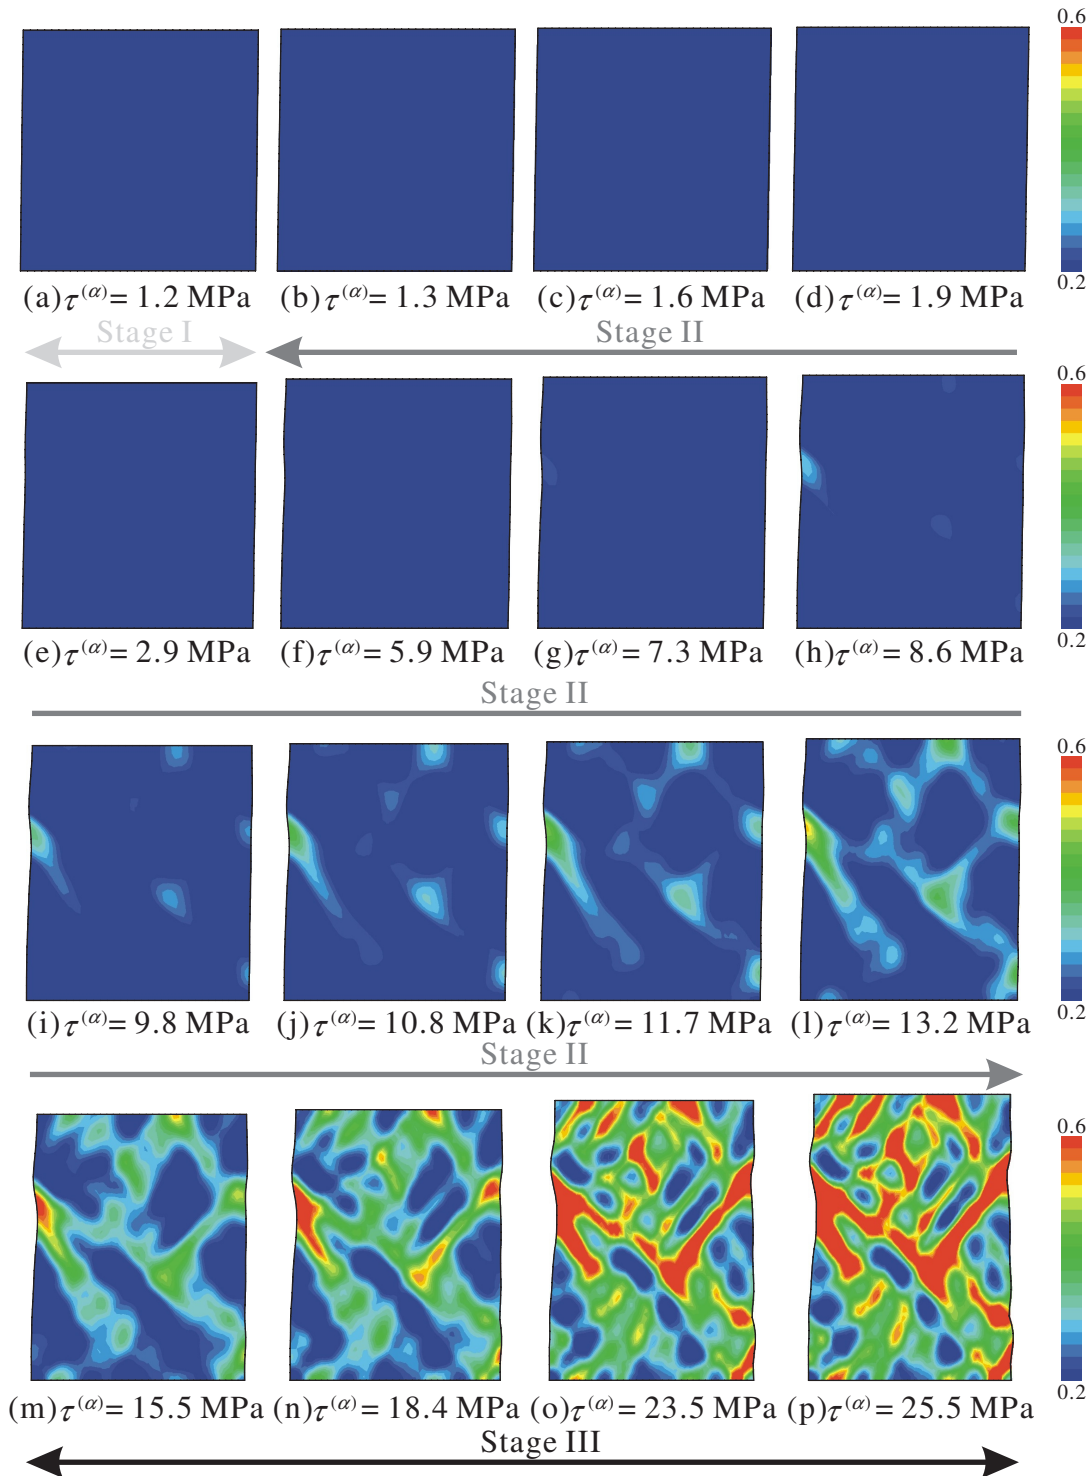 0.6
(a) τ(α) = 1.2 MPa (b) τ(α) = 1.3 MPa (c) τ(α) = 1.6 MPa (d) τ(α) = 1.9 MPa 0.2
Stage I Stage II
0.6
(e) τ(α) = 2.9 MPa (f) τ(α) = 5.9 MPa (g) τ(α) = 7.3 MPa (h) τ(α) = 8.6 MPa 0.2
Stage II
0.6
(i) τ(α) = 9.8 MPa (j) τ(α) = 10.8 MPa (k) τ(α) = 11.7 MPa (l) τ(α) = 13.2 MPa 0.2
Stage II
0.6
(m) τ(α) = 15.5 MPa (n) τ(α) = 18.4 MPa (o) τ(α) = 23.5 MPa (p) τ(α) = 25.5 MPa 0.2
Stage III